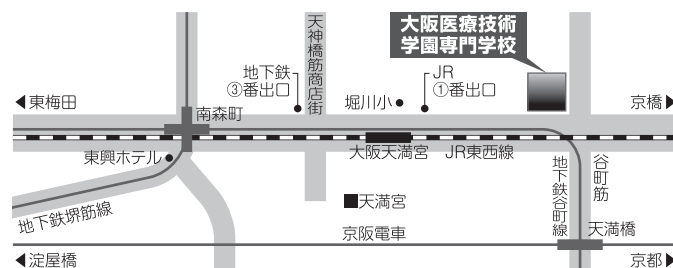 大阪医療技術
学園専門学校
天神橋筋商店街
地下鉄
③番出口
JR
①番出口
堀川小
◀東梅田
京橋▶
南森町
東興ホテル
大阪天満宮
JR東西線
地下鉄堺筋線
地下鉄谷町線
谷町筋
■天満宮
天満橋
京阪電車
◀淀屋橋
京都▶